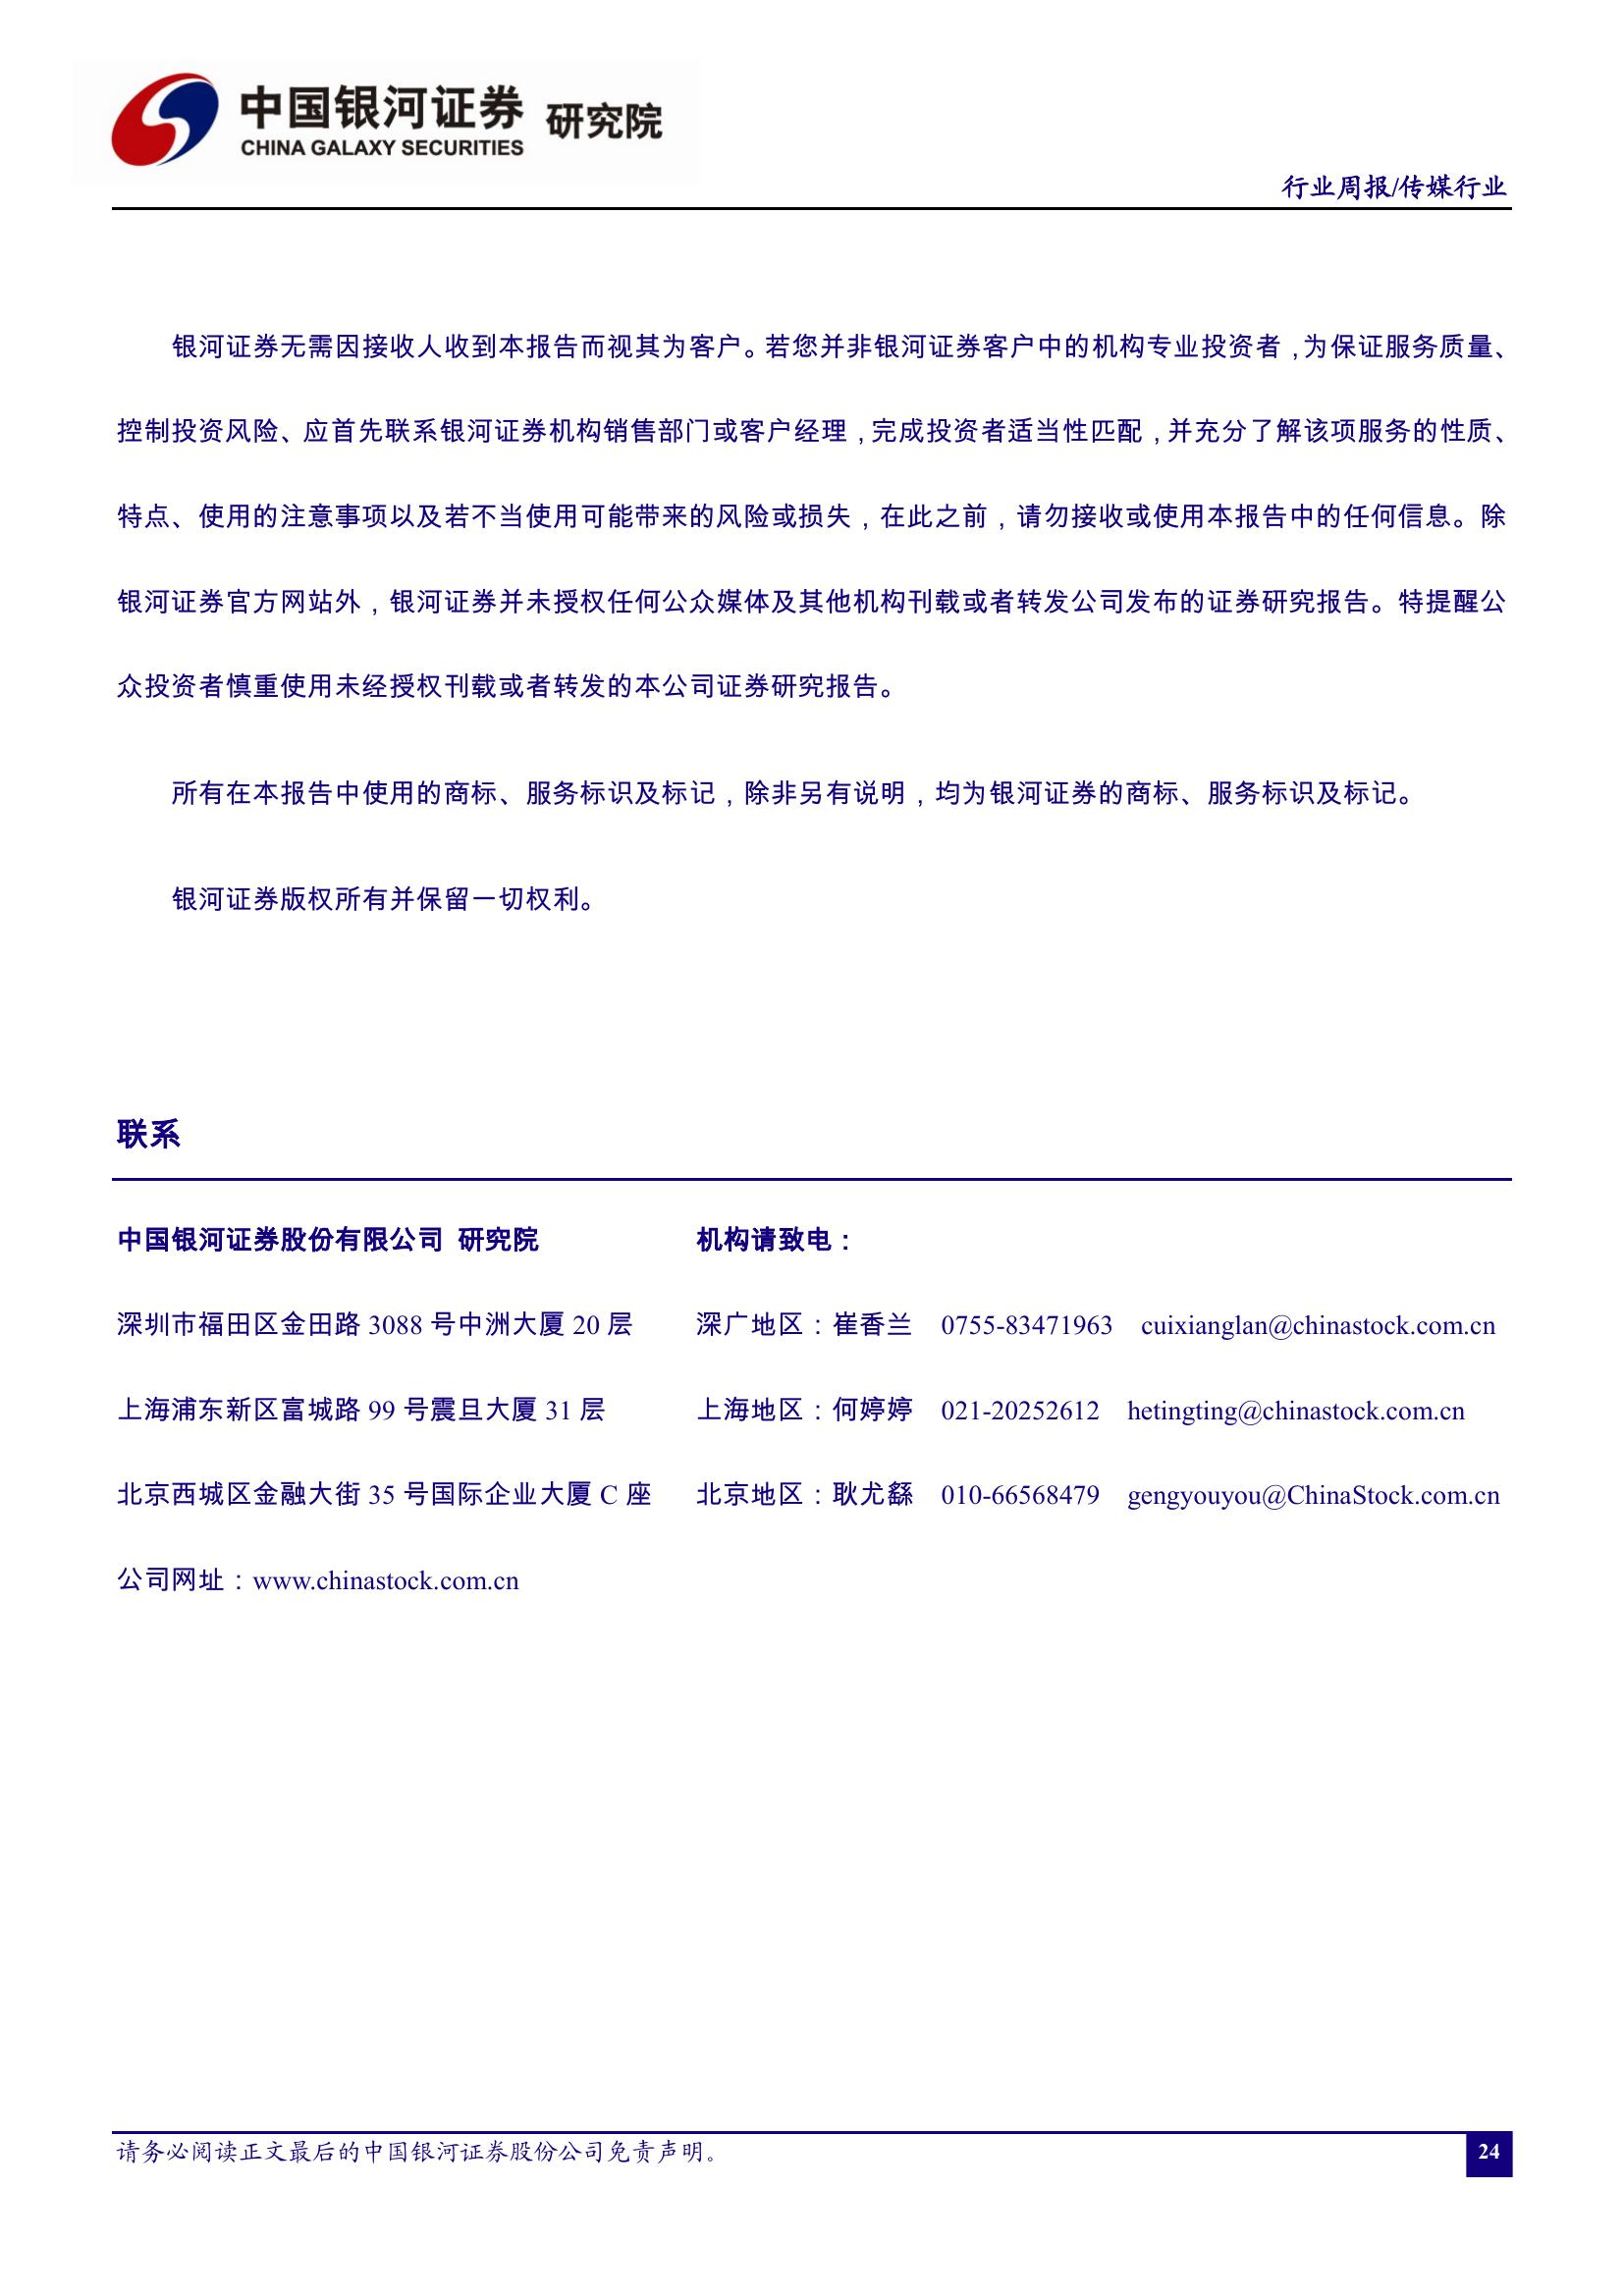 中国银河证券 研究院
CHINA GALAXY SECURITIES
行业周报/传媒行业
银河证券无需因接收人收到本报告而视其为客户。若您并非银河证券客户中的机构专业投资者，为保证服务质量、
控制投资风险、应首先联系银河证券机构销售部门或客户经理，完成投资者适当性匹配，并充分了解该项服务的性质、
特点、使用的注意事项以及若不当使用可能带来的风险或损失，在此之前，请勿接收或使用本报告中的任何信息。除
银河证券官方网站外，银河证券并未授权任何公众媒体及其他机构刊载或者转发公司发布的证券研究报告。特提醒公
众投资者慎重使用未经授权刊载或者转发的本公司证券研究报告。
所有在本报告中使用的商标、服务标识及标记，除非另有说明，均为银河证券的商标、服务标识及标记。
银河证券版权所有并保留一切权利。
联系
中国银河证券股份有限公司 研究院 机构请致电：
深圳市福田区金田路 3088 号中洲大厦 20 层 深广地区：崔香兰 0755-83471963 cuixianglan@chinastock.com.cn
上海浦东新区富城路 99 号震旦大厦 31 层 上海地区：何婷婷 021-20252612 hetingting@chinastock.com.cn
北京西城区金融大街 35 号国际企业大厦 C 座 北京地区：耿尤繇 010-66568479 gengyouyou@ChinaStock.com.cn
公司网址：www.chinastock.com.cn
请务必阅读正文最后的中国银河证券股份公司免责声明。
24